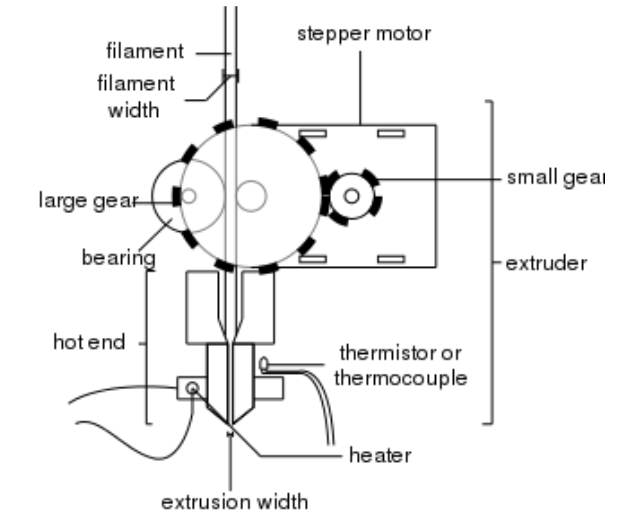 filament
stepper motor
filament
width
small gear
large gear
bearing
extruder
hot end
thermistor or
thermocouple
heater
extrusion width